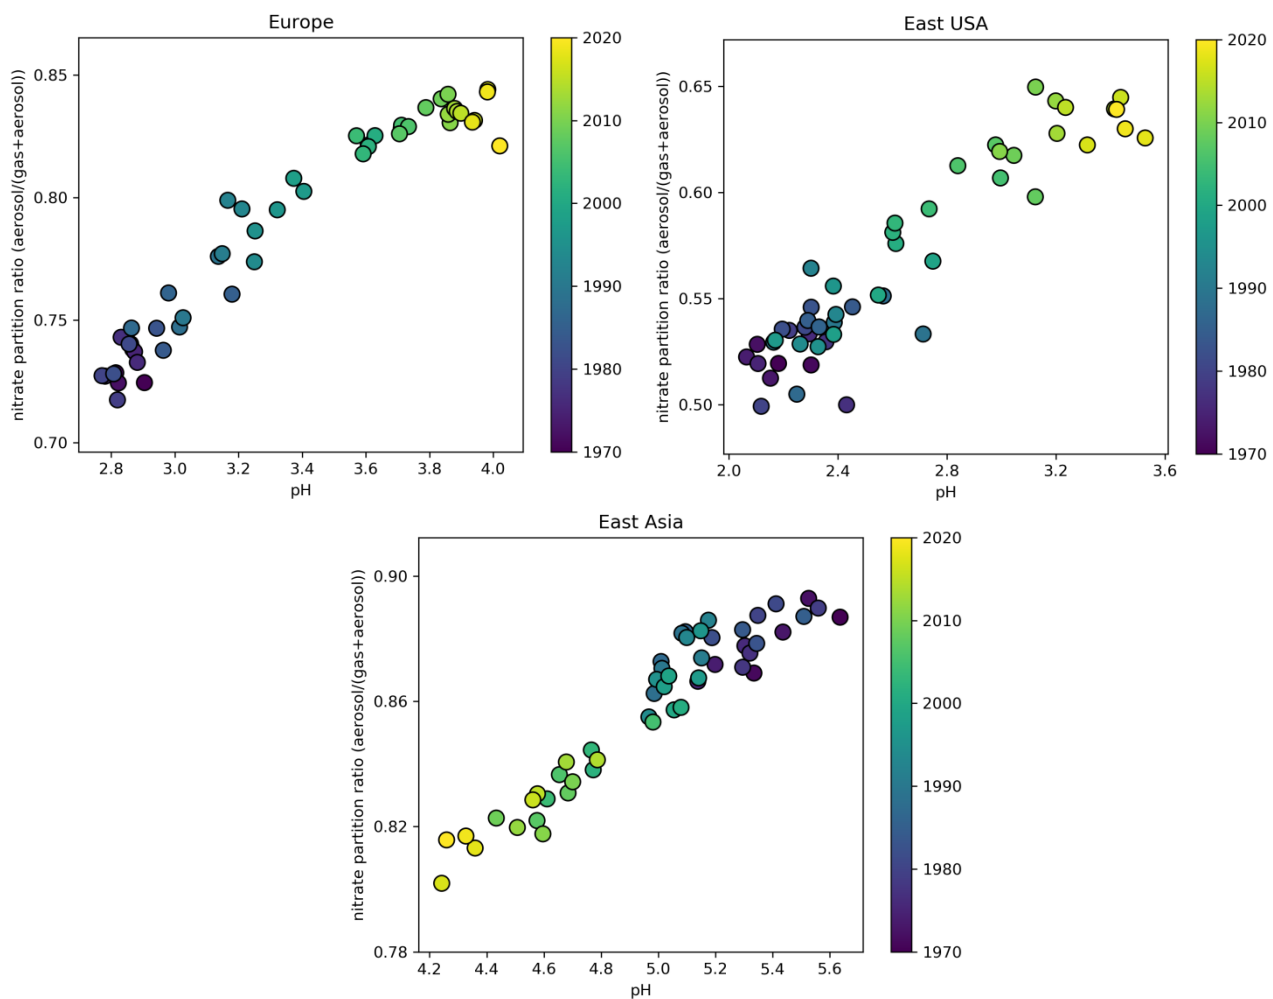 Europe
nitrate partition ratio (aerosol/(gas+aerosol))
0.85
0.80
0.75
0.70
2.8 3.0 3.2 3.4 3.6 3.8 4.0
pH
2020
2010
2000
1990
1980
1970
East USA
nitrate partition ratio (aerosol/(gas+aerosol))
0.65
0.60
0.55
0.50
2.0 2.4 2.8 3.2 3.6
pH
2020
2010
2000
1990
1980
1970
East Asia
nitrate partition ratio (aerosol/(gas+aerosol))
0.90
0.86
0.82
0.78
4.2 4.4 4.6 4.8 5.0 5.2 5.4 5.6
pH
2020
2010
2000
1990
1980
1970